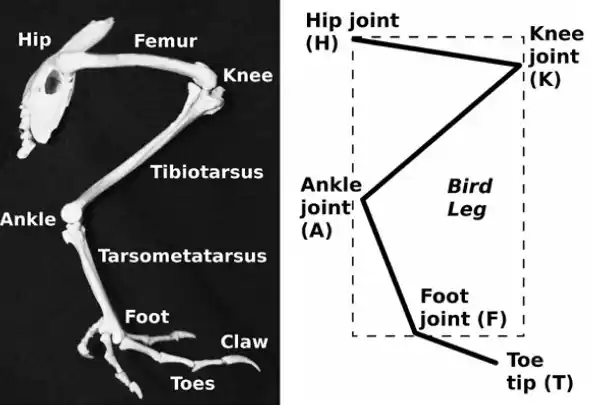 Hip
Femur
Knee
Tibiotarsus
Ankle
Tarsometatarsus
Foot
Claw
Toes
Hip joint
(H)
Knee
joint
(K)
Ankle
joint
(A)
Bird
Leg
Foot
joint (F)
Toe
tip (T)